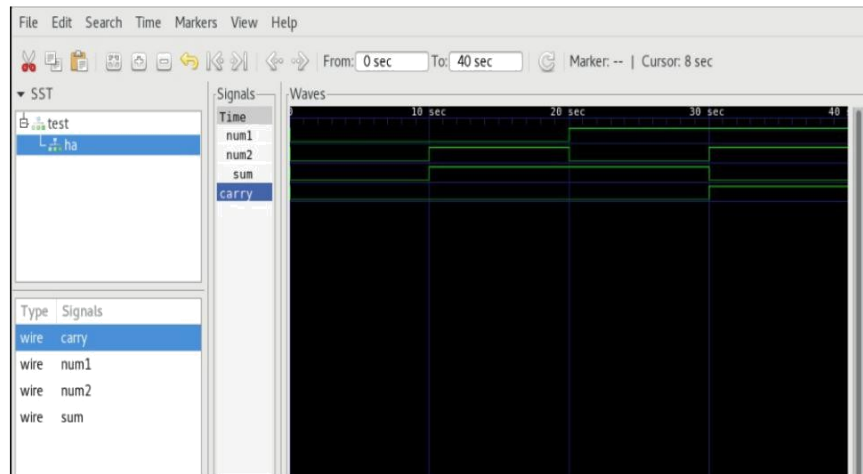 File Edit Search Time Markers View Help
From: 0 sec To: 40 sec Marker: -- | Cursor: 8 sec
SST
test
ha
Type Signals
wire carry
wire num1
wire num2
wire sum
Signals
Time
num1
num2
sum
carry
Waves
0 10 sec 20 sec 30 sec 40